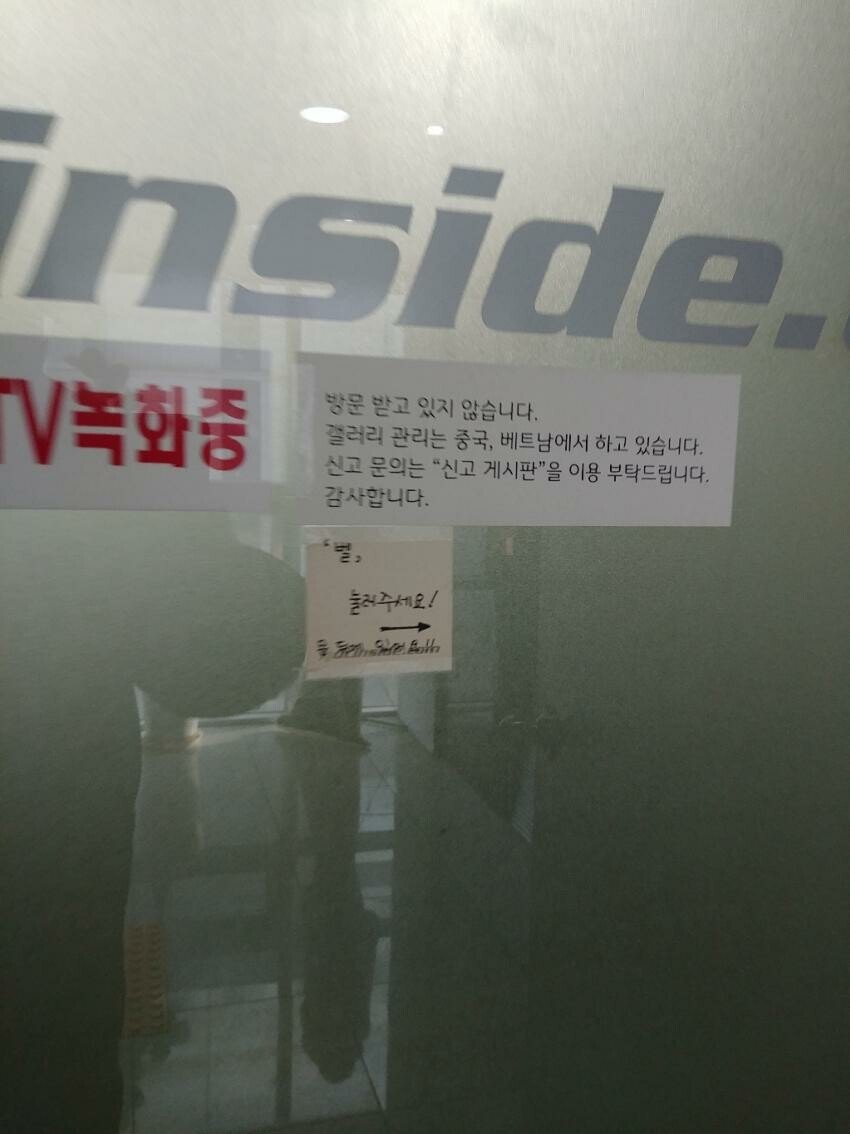 inside.
TV녹화중
방문 받고 있지 않습니다.
갤러리 관리는 중국, 베트남에서 하고 있습니다.
신고 문의는 “신고 게시판”을 이용 부탁드립니다.
감사합니다.
“벨”
눌러주세요!
→
inside.com